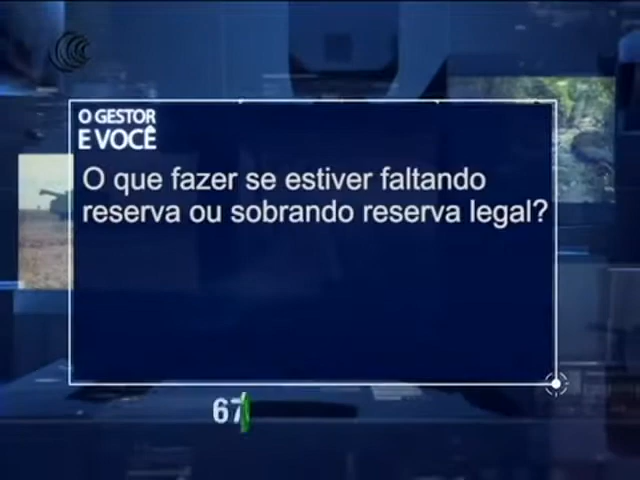 O GESTOR
E VOCÊ
O que fazer se estiver faltando
reserva ou sobrando reserva legal?
67